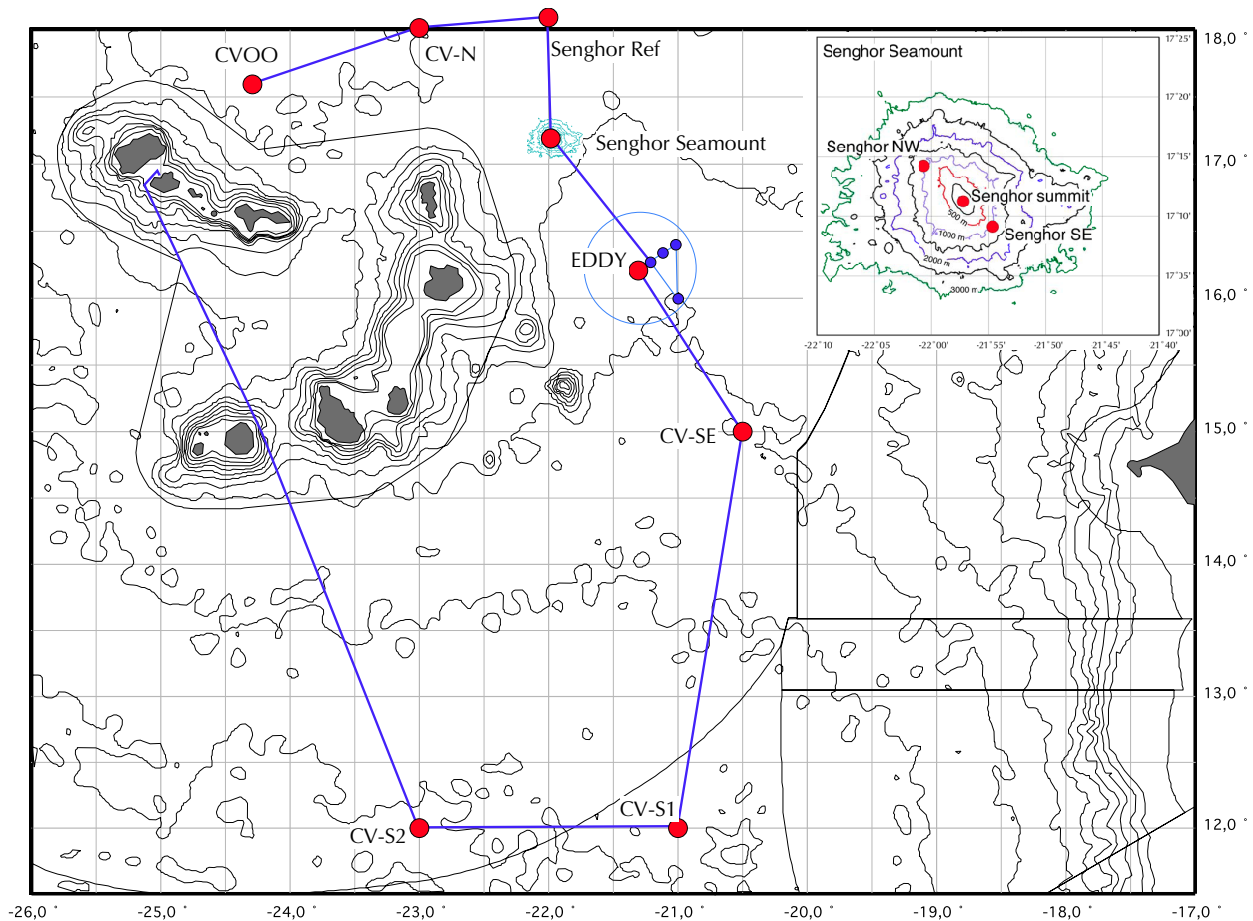 CVOO
CV-N
Senghor Ref
18,0 °
Senghor Seamount
17°25'
17°20'
Senghor NW
17°15'
Senghor Seamount
17,0 °
Senghor summit
500 m
17°10'
1000 m
Senghor SE
EDDY
2000 m
17°35'
3000 m
16,0 °
17°30'
-22°10'
-22°05'
22°00'
-21°55'
-21°50'
-21°45'
-21°40'
CV-SE
15,0 °
14,0 °
13,0 °
CV-S1
CV-S2
12,0 °
-26,0 °
-25,0 °
-24,0 °
-23,0 °
-22,0 °
-21,0 °
-20,0 °
-19,0 °
-18,0 °
-17,0 °